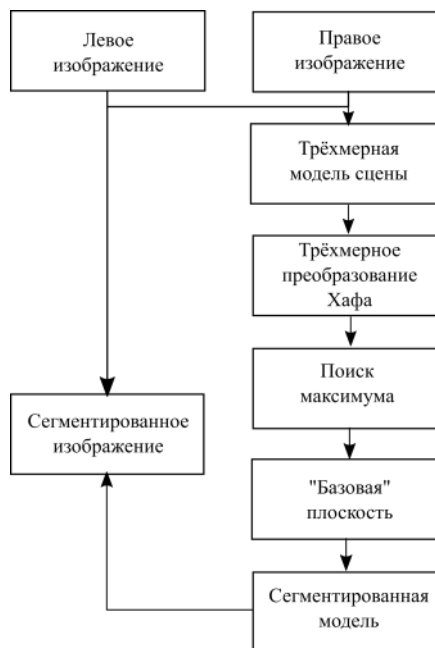 Левое
изображение
Правое
изображение
Трёхмерная
модель сцены
Трёхмерное
преобразование
Хафа
Поиск
максимума
Сегментированное
изображение
"Базовая"
плоскость
Сегментированная
модель